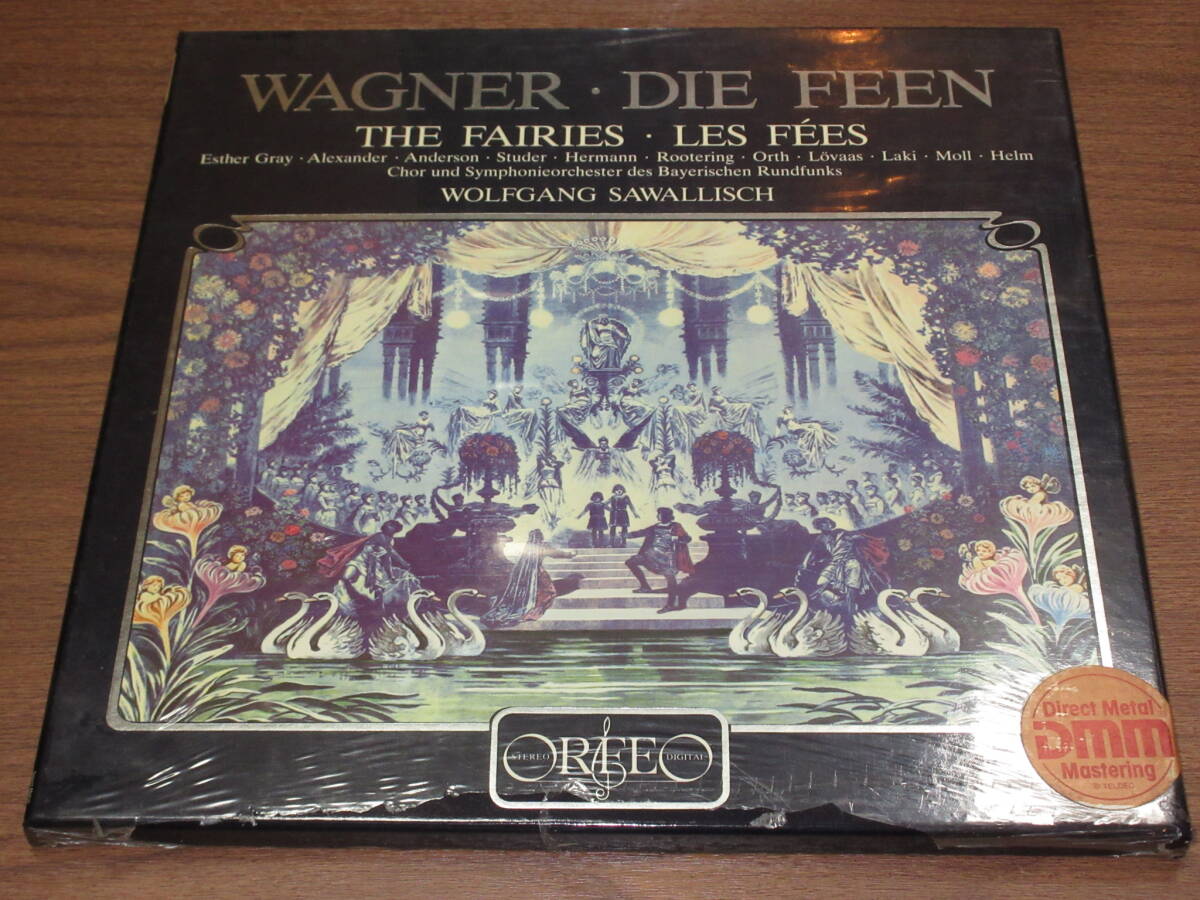 WAGNER · DIE FEEN
THE FAIRIES · LES FÉES
Esther Gray · Alexander · Anderson · Studer · Hermann · Rootering · Orth · Lövaas · Laki · Moll · Helm
Chor und Symphonieorchester des Bayerischen Rundfunks
WOLFGANG SAWALLISCH
STEREO ORFEO DIGITAL
Direct Metal
DMM
Mastering
© TELDEC